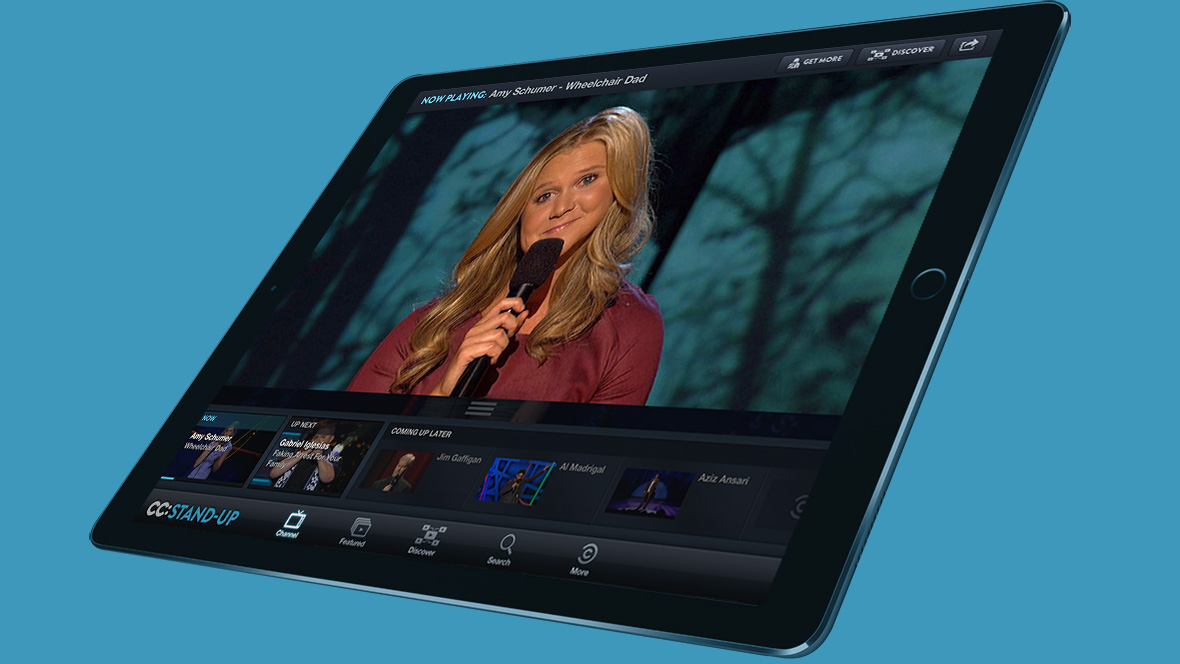 NOW PLAYING: Amy Schumer - Wheelchair Dad
GET MORE
DISCOVER
NOW
Amy Schumer
Wheelchair Dad
UP NEXT
Gabriel Iglesias
Faking Arrest For Your
Family
COMING UP LATER
Jim Gaffigan
Al Madrigal
Aziz Ansari
CC:STAND-UP
Channel
Featured
Discover
Search
More